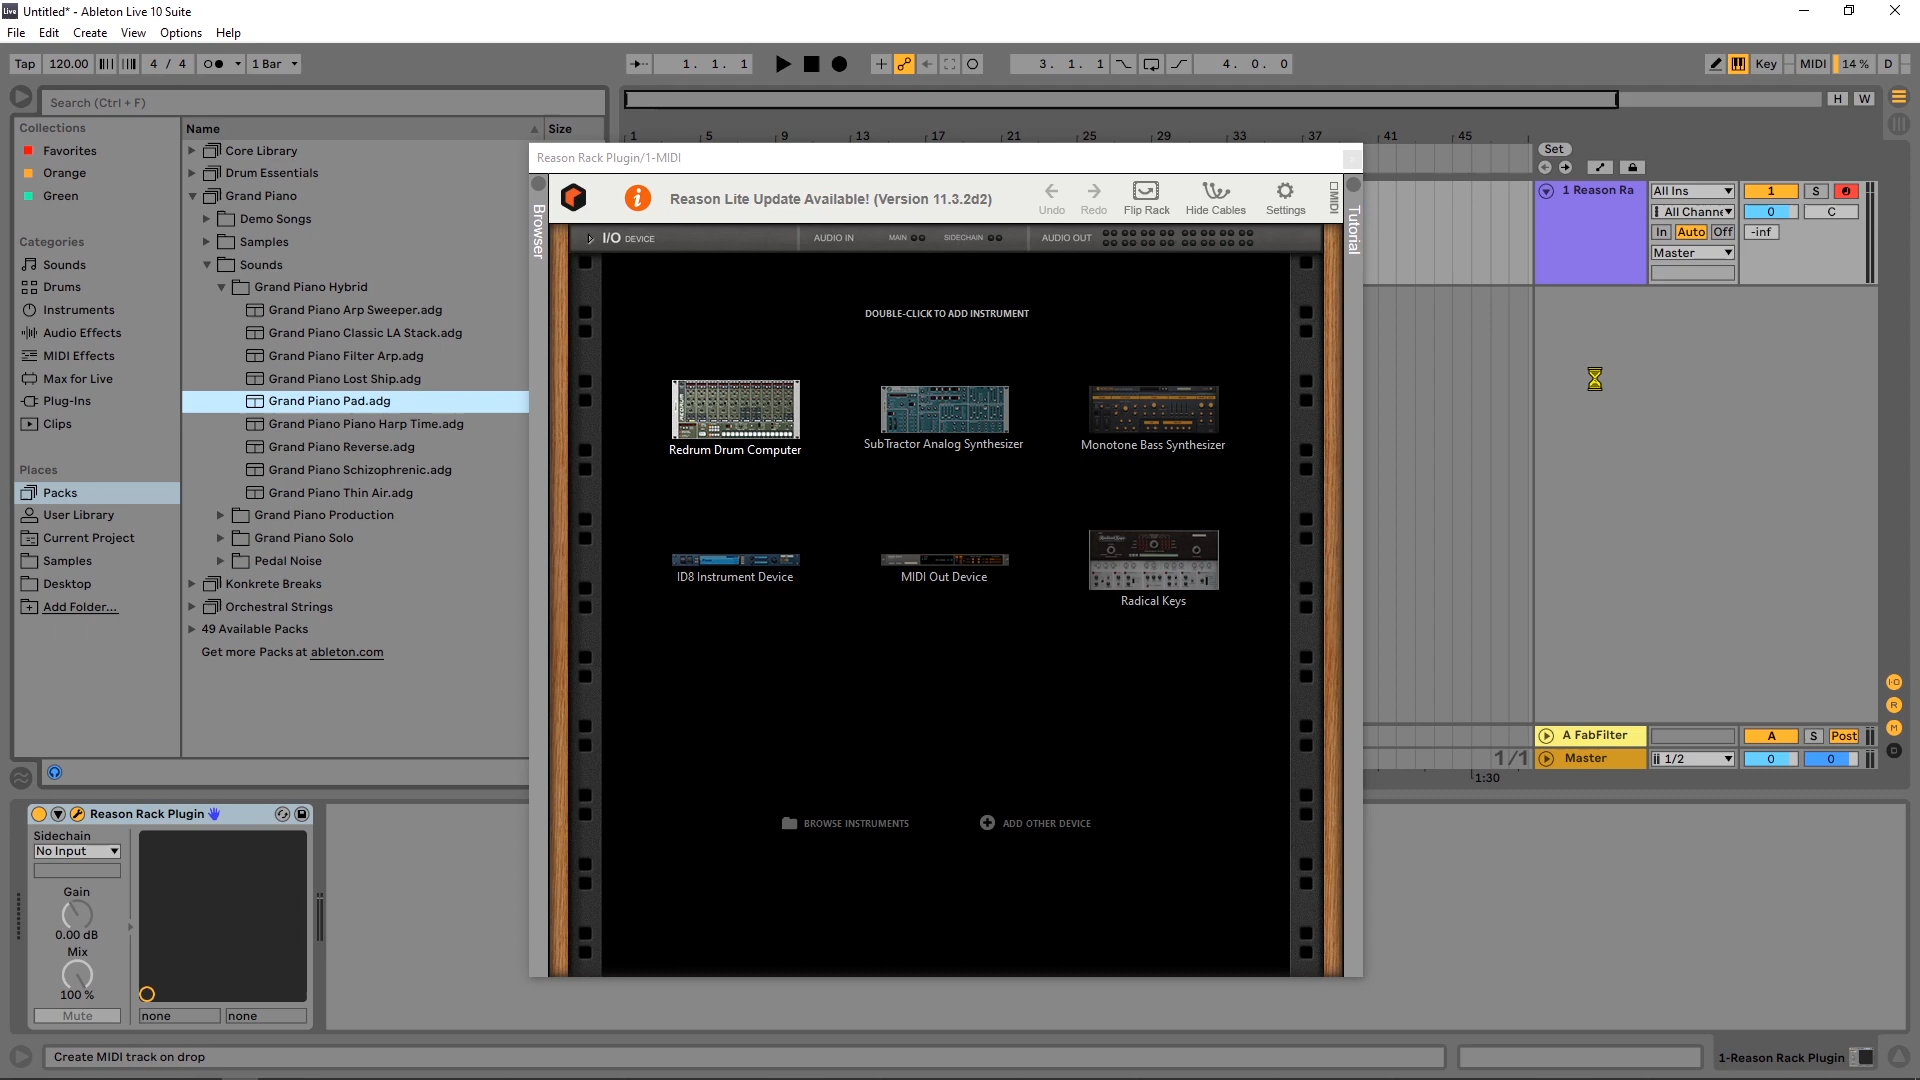 Untitled* - Ableton Live 10 Suite
File Edit Create View Options Help
Tap 120.00 4 / 4 1 Bar 1. 1. 1 3. 1. 1 4. 0. 0 Key MIDI 14 % D
Search (Ctrl + F) H W
Collections Name Size
1 5 9 13 17 21 25 29 33 37 41 45
Favorites
Orange
Green
Categories
Sounds
Drums
Instruments
Audio Effects
MIDI Effects
Max for Live
Plug-Ins
Clips
Places
Packs
User Library
Current Project
Samples
Desktop
Add Folder...
Core Library
Drum Essentials
Grand Piano
Demo Songs
Samples
Sounds
Grand Piano Hybrid
Grand Piano Arp Sweeper.adg
Grand Piano Classic LA Stack.adg
Grand Piano Filter Arp.adg
Grand Piano Lost Ship.adg
Grand Piano Pad.adg
Grand Piano Piano Harp Time.adg
Grand Piano Reverse.adg
Grand Piano Schizophrenic.adg
Grand Piano Thin Air.adg
Grand Piano Production
Grand Piano Solo
Pedal Noise
Konkrete Breaks
Orchestral Strings
49 Available Packs
Get more Packs at ableton.com
Reason Rack Plugin/1-MIDI
Browser
Reason Lite Update Available! (Version 11.3.2d2)
Undo Redo Flip Rack Hide Cables Settings
MIDI
Tutorial
I/O DEVICE AUDIO IN MAIN SIDECHAIN AUDIO OUT
DOUBLE-CLICK TO ADD INSTRUMENT
REDRUM
Redrum Drum Computer SubTractor Analog Synthesizer Monotone Bass Synthesizer
ID8 Instrument Device MIDI Out Device Radical Keys
BROWSE INSTRUMENTS ADD OTHER DEVICE
Set
1 Reason Ra All Ins 1 S
All Channe 0 C
In Auto Off -inf
Master
I·O
R
M
D
A FabFilter A S Post
1/1 Master 1/2 0 0
1:30
Reason Rack Plugin
Sidechain
No Input
Gain
0.00 dB
Mix
100 %
Mute none none
Create MIDI track on drop 1-Reason Rack Plugin